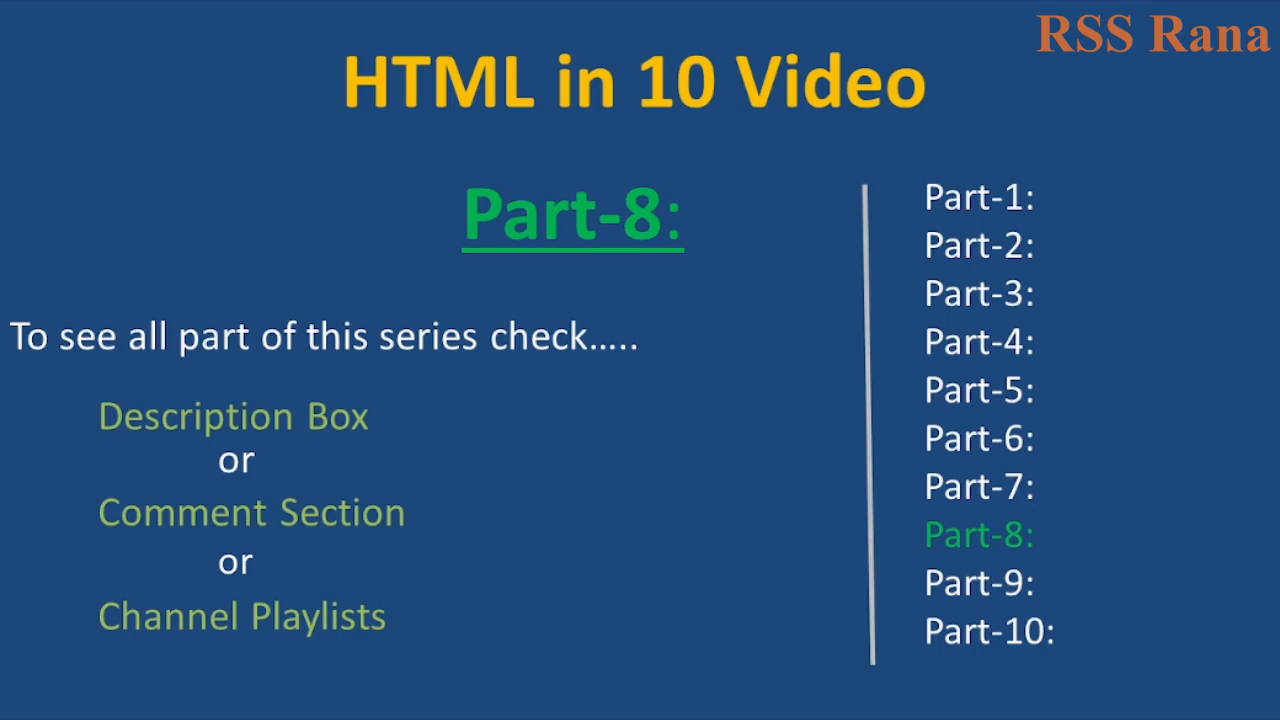 RSS Rana
HTML in 10 Video
Part-8:
To see all part of this series check.....
Description Box
or
Comment Section
or
Channel Playlists
Part-1:
Part-2:
Part-3:
Part-4:
Part-5:
Part-6:
Part-7:
Part-8:
Part-9:
Part-10: